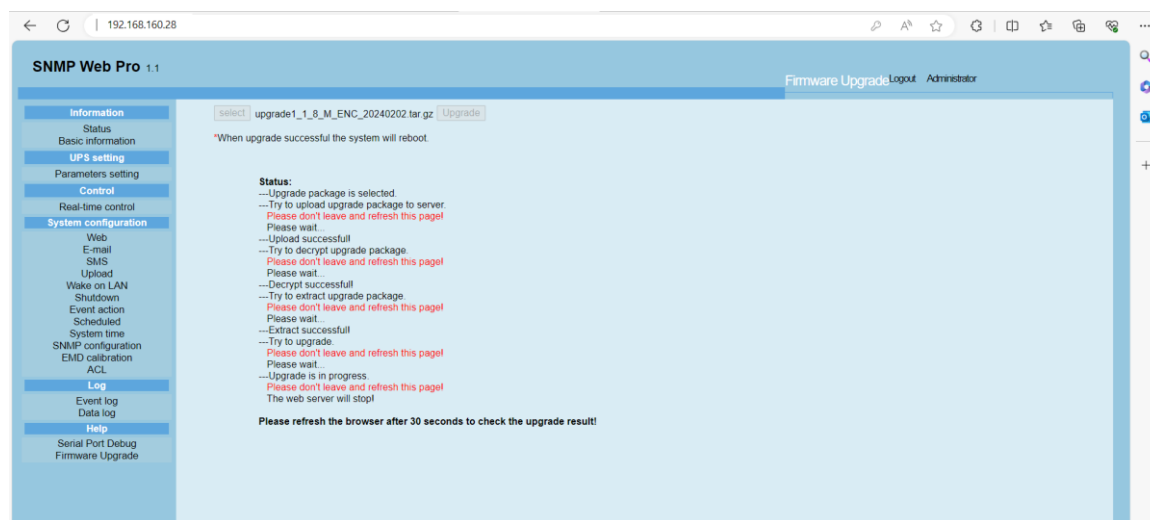 192.168.160.28
SNMP Web Pro 1.1
Firmware Upgrade Logout Administrator
Information
Status
Basic information
UPS setting
Parameters setting
Control
Real-time control
System configuration
Web
E-mail
SMS
Upload
Wake on LAN
Shutdown
Event action
Scheduled
System time
SNMP configuration
EMD calibration
ACL
Log
Event log
Data log
Help
Serial Port Debug
Firmware Upgrade
select upgrade1_1_8_M_ENC_20240202.tar.gz Upgrade
*When upgrade successful the system will reboot.
Status:
---Upgrade package is selected.
---Try to upload upgrade package to server.
Please don't leave and refresh this page!
Please wait...
---Upload successful!
---Try to decrypt upgrade package.
Please don't leave and refresh this page!
Please wait...
---Decrypt successful!
---Try to extract upgrade package.
Please don't leave and refresh this page!
Please wait...
---Extract successful!
---Try to upgrade.
Please don't leave and refresh this page!
Please wait...
---Upgrade is in progress.
Please don't leave and refresh this page!
The web server will stop!
Please refresh the browser after 30 seconds to check the upgrade result!